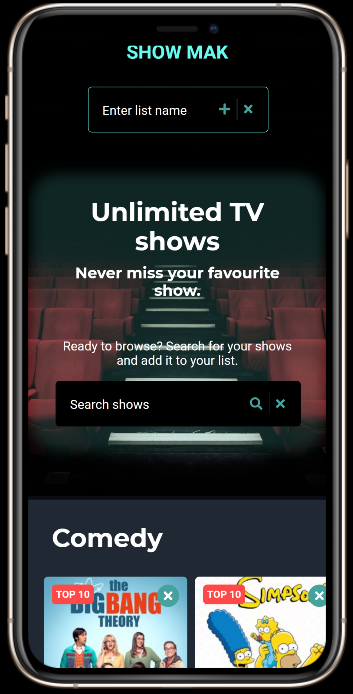 SHOW MAK
Enter list name
Unlimited TV
shows
Never miss your favourite
show.
Ready to browse? Search for your shows
and add it to your list.
Search shows
Comedy
TOP 10
the
BIG BANG
THEORY
TOP 10
SIMPSO